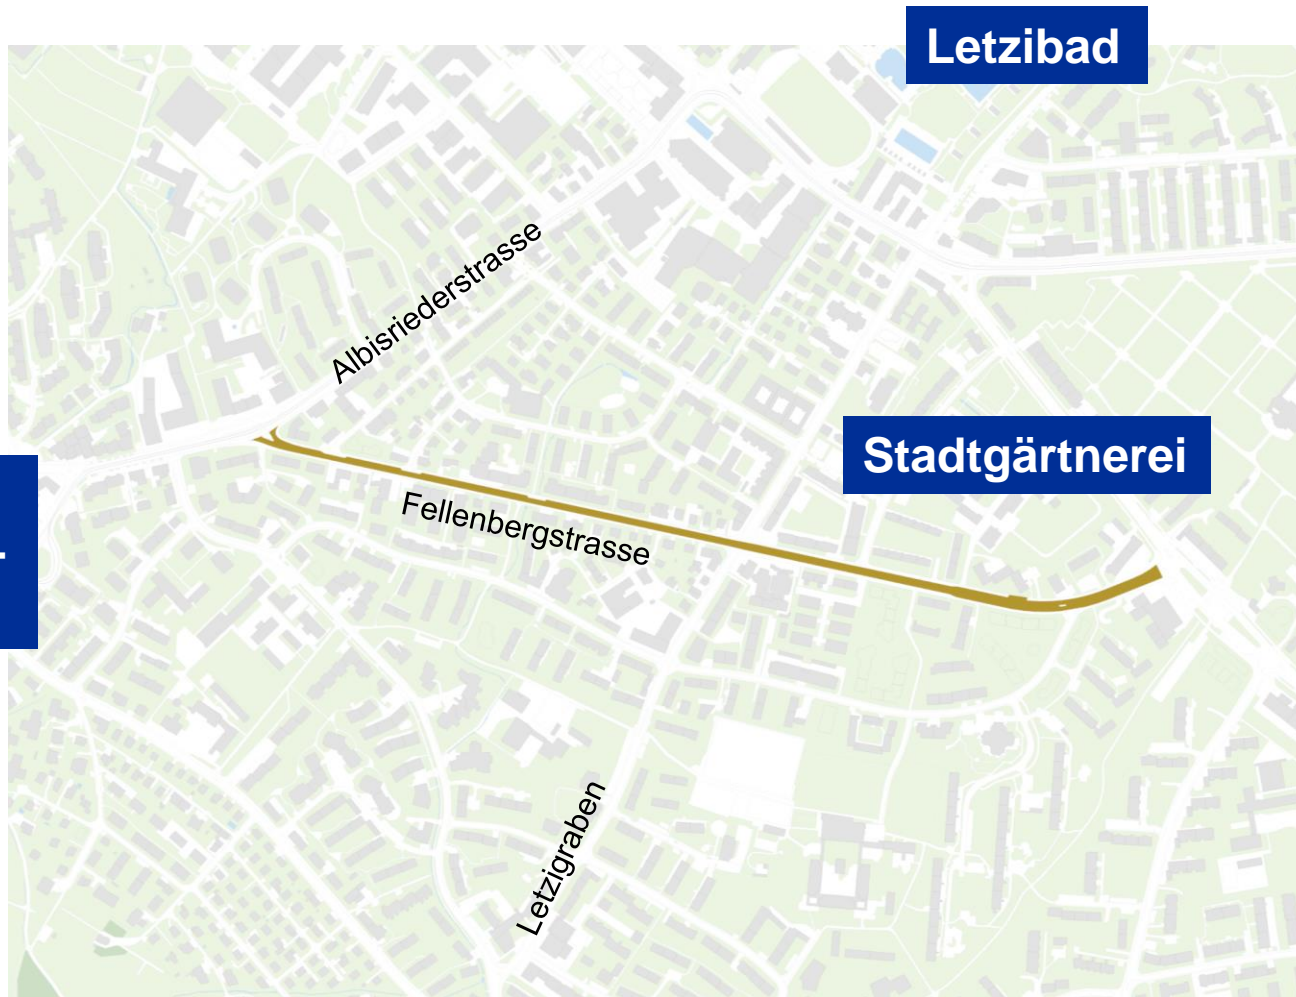 Letzibad
Albisriederstrasse
Stadtgärtnerei
Fellenbergstrasse
Letzigraben